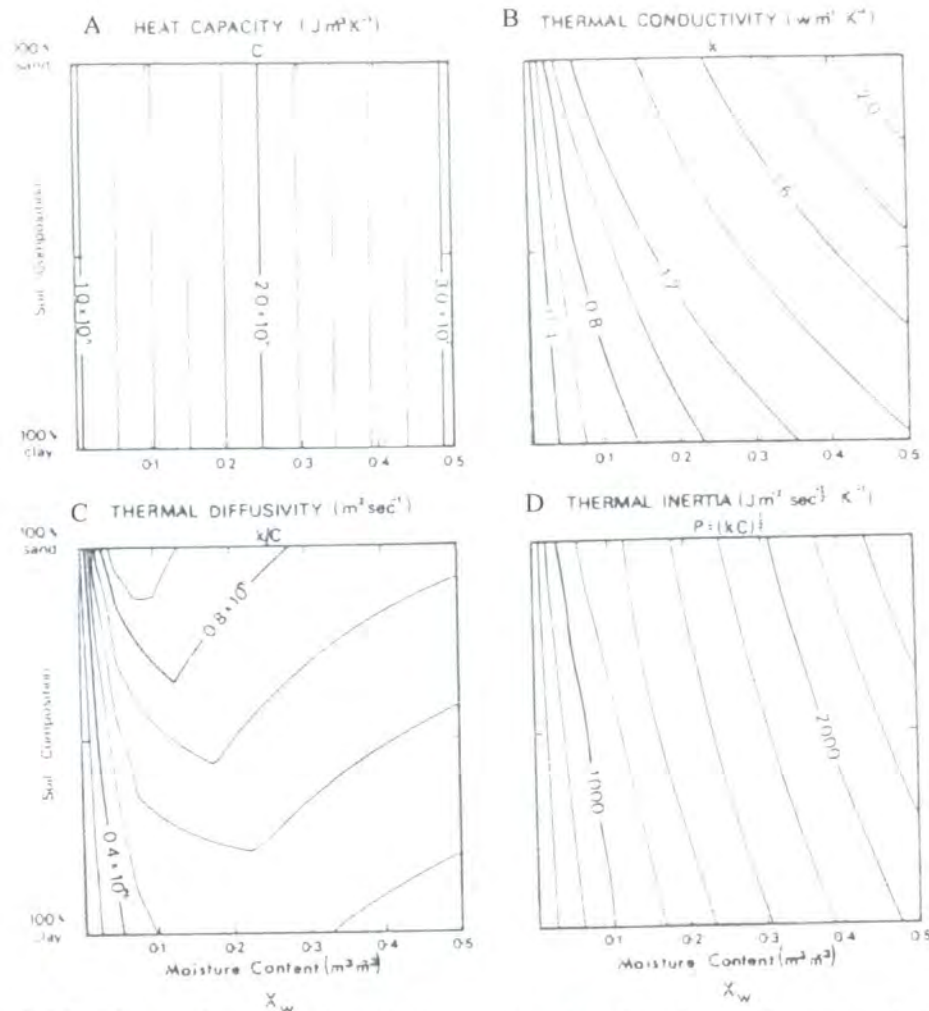 A HEAT CAPACITY (J m³ K⁻¹)
C
100%
sand
Soil Composition
1.0 × 10⁶
2.0 × 10⁶
3.0 × 10⁶
100%
clay
0.1 0.2 0.3 0.4 0.5
B THERMAL CONDUCTIVITY (w m⁻¹ K⁻¹)
k
0.8
1.2
1.6
2.0
0.1 0.2 0.3 0.4 0.5
C THERMAL DIFFUSIVITY (m² sec⁻¹)
k/C
100%
sand
Soil Composition
0.4 × 10⁻⁶
0.8 × 10⁻⁶
100%
clay
0.1 0.2 0.3 0.4 0.5
Moisture Content (m³ m⁻³)
X_w
D THERMAL INERTIA (J m⁻² sec⁻½ K⁻¹)
P = (kC)½
1000
2000
0.1 0.2 0.3 0.4 0.5
Moisture Content (m³ m⁻³)
X_w